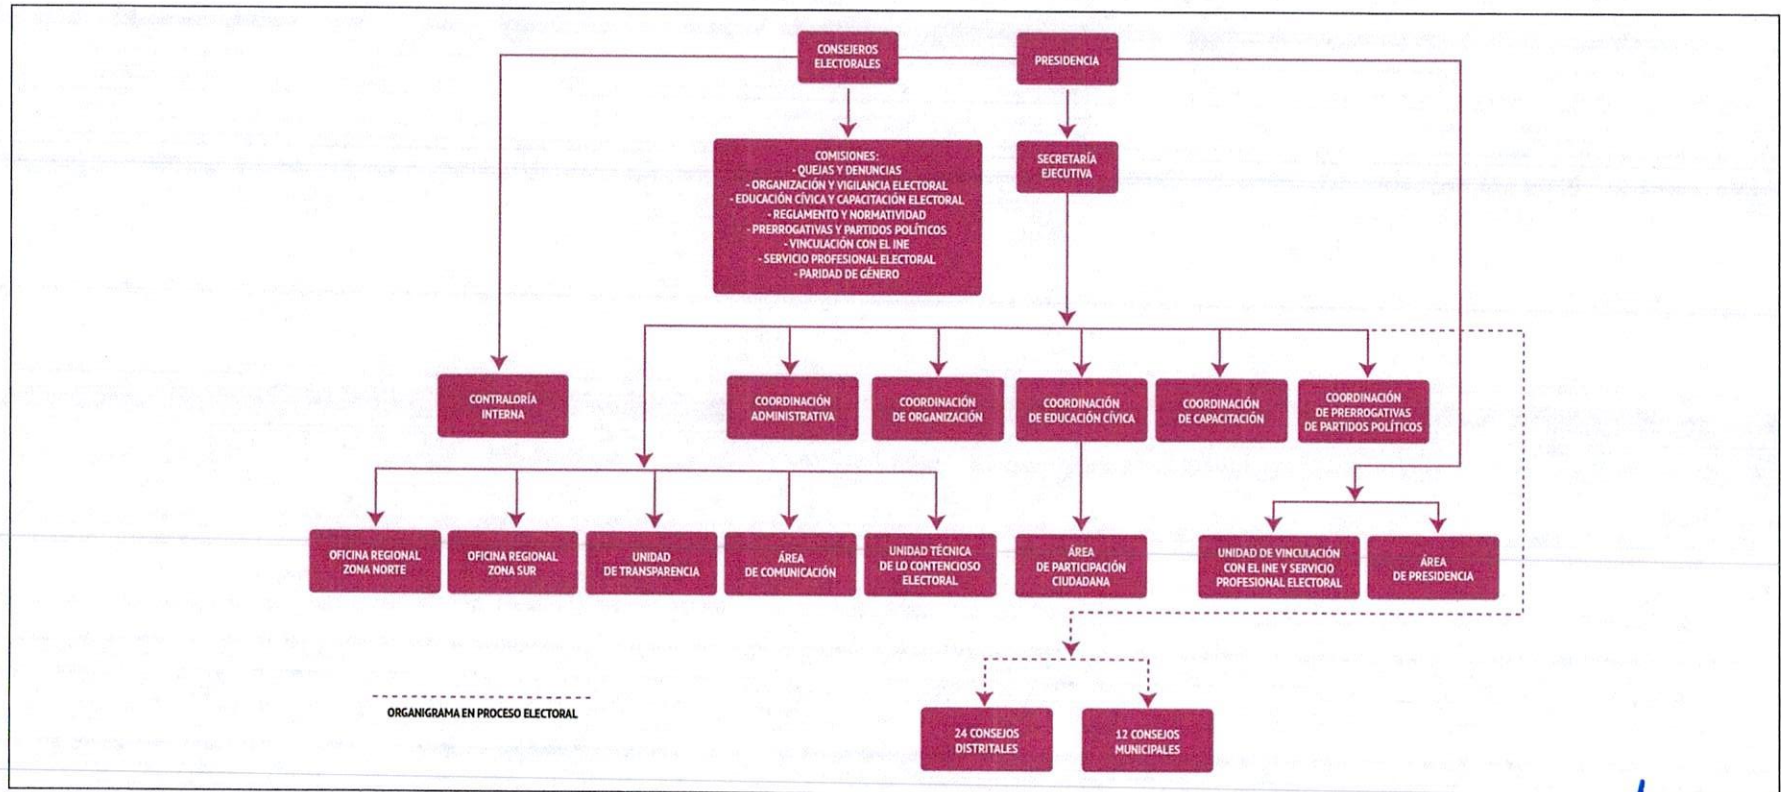 CONSEJEROS
ELECTORALES
PRESIDENCIA
COMISIONES:
- QUEJAS Y DENUNCIAS
- ORGANIZACIÓN Y VIGILANCIA ELECTORAL
- EDUCACIÓN CÍVICA Y CAPACITACIÓN ELECTORAL
- REGLAMENTO Y NORMATIVIDAD
- PRERROGATIVAS Y PARTIDOS POLÍTICOS
- VINCULACIÓN CON EL INE
- SERVICIO PROFESIONAL ELECTORAL
- PARIDAD DE GÉNERO
SECRETARÍA
EJECUTIVA
CONTRALORÍA
INTERNA
COORDINACIÓN
ADMINISTRATIVA
COORDINACIÓN
DE ORGANIZACIÓN
COORDINACIÓN
DE EDUCACIÓN CÍVICA
COORDINACIÓN
DE CAPACITACIÓN
COORDINACIÓN
DE PRERROGATIVAS
DE PARTIDOS POLÍTICOS
OFICINA REGIONAL
ZONA NORTE
OFICINA REGIONAL
ZONA SUR
UNIDAD
DE TRANSPARENCIA
ÁREA
DE COMUNICACIÓN
UNIDAD TÉCNICA
DE LO CONTENCIOSO
ELECTORAL
ÁREA
DE PARTICIPACIÓN
CIUDADANA
UNIDAD DE VINCULACIÓN
CON EL INE Y SERVICIO
PROFESIONAL ELECTORAL
ÁREA
DE PRESIDENCIA
ORGANIGRAMA EN PROCESO ELECTORAL
24 CONSEJOS
DISTRITALES
12 CONSEJOS
MUNICIPALES